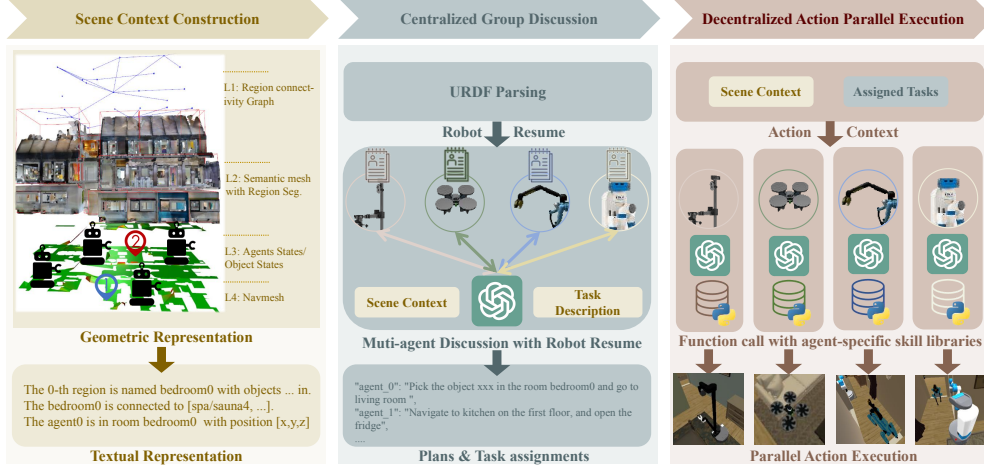 Scene Context Construction
L1: Region connect-
ivity Graph
L2: Semantic mesh
with Region Seg.
L3: Agents States/
Object States
L4: Navmesh
2
1
Geometric Representation
The 0-th region is named bedroom0 with objects ... in.
The bedroom0 is connected to [spa/sauna4, ...].
The agent0 is in room bedroom0 with position [x,y,z]
Textual Representation
Centralized Group Discussion
URDF Parsing
Robot Resume
Scene Context
Task
Description
Muti-agent Discussion with Robot Resume
"agent_0": "Pick the object xxx in the room bedroom0 and go to
living room ",
"agent_1": "Navigate to kitchen on the first floor, and open the
fridge",
....
Plans & Task assignments
Decentralized Action Parallel Execution
Scene Context
Assigned Tasks
Action Context
Function call with agent-specific skill libraries
Parallel Action Execution